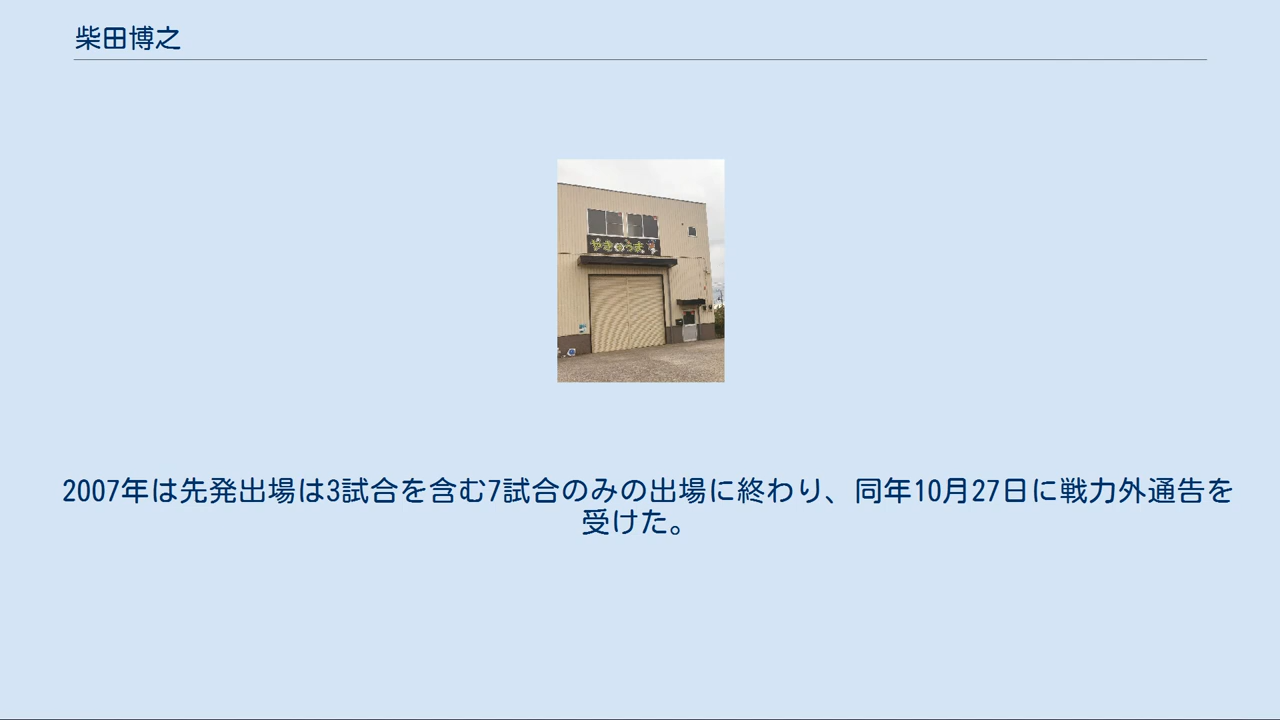 柴田博之
2007年は先発出場は3試合を含む7試合のみの出場に終わり、同年10月27日に戦力外通告を
受けた。